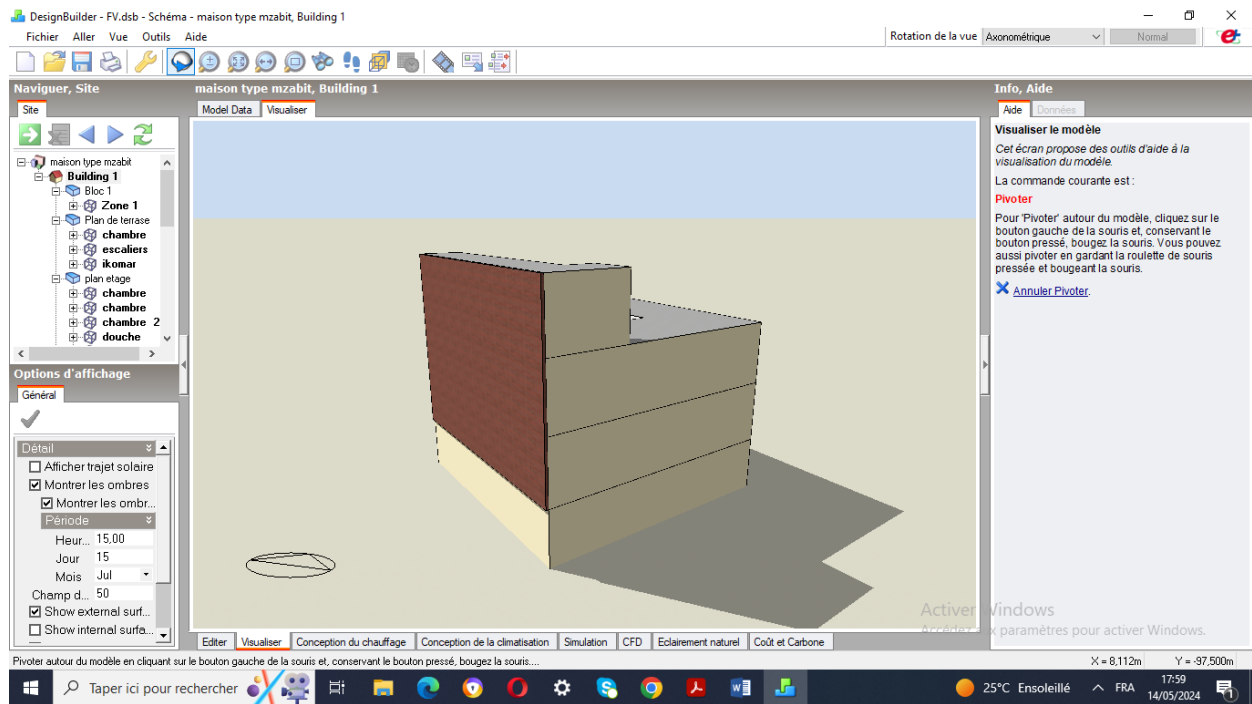 DesignBuilder - FV.dsb - Schéma - maison type mzabit, Building 1
Fichier Aller Vue Outils Aide
Rotation de la vue Axonométrique Normal
Naviguer, Site
Site
maison type mzabit
Building 1
Bloc 1
Zone 1
Plan de terrase
chambre
escaliers
ikomar
plan etage
chambre
chambre
chambre 2
douche
Options d'affichage
Général
Détail
Afficher trajet solaire
Montrer les ombres
Montrer les ombr...
Période
Heur... 15,00
Jour 15
Mois Jul
Champ d... 50
Show external surf...
Show internal surfa...
maison type mzabit, Building 1
Model Data Visualiser
Editer Visualiser Conception du chauffage Conception de la climatisation Simulation CFD Eclairement naturel Coût et Carbone
Info, Aide
Aide Données
Visualiser le modèle
Cet écran propose des outils d'aide à la
visualisation du modèle.
La commande courante est :
Pivoter
Pour 'Pivoter' autour du modèle, cliquez sur le
bouton gauche de la souris et, conservant le
bouton pressé, bougez la souris. Vous pouvez
aussi pivoter en gardant la roulette de souris
pressée et bougeant la souris.
Annuler Pivoter.
Activer Windows
Accédez aux paramètres pour activer Windows.
Pivoter autour du modèle en cliquant sur le bouton gauche de la souris et, conservant le bouton pressé, bougez la souris....
X = 8,112m Y = -97,500m
Taper ici pour rechercher
25°C Ensoleillé FRA 17:59
14/05/2024
1